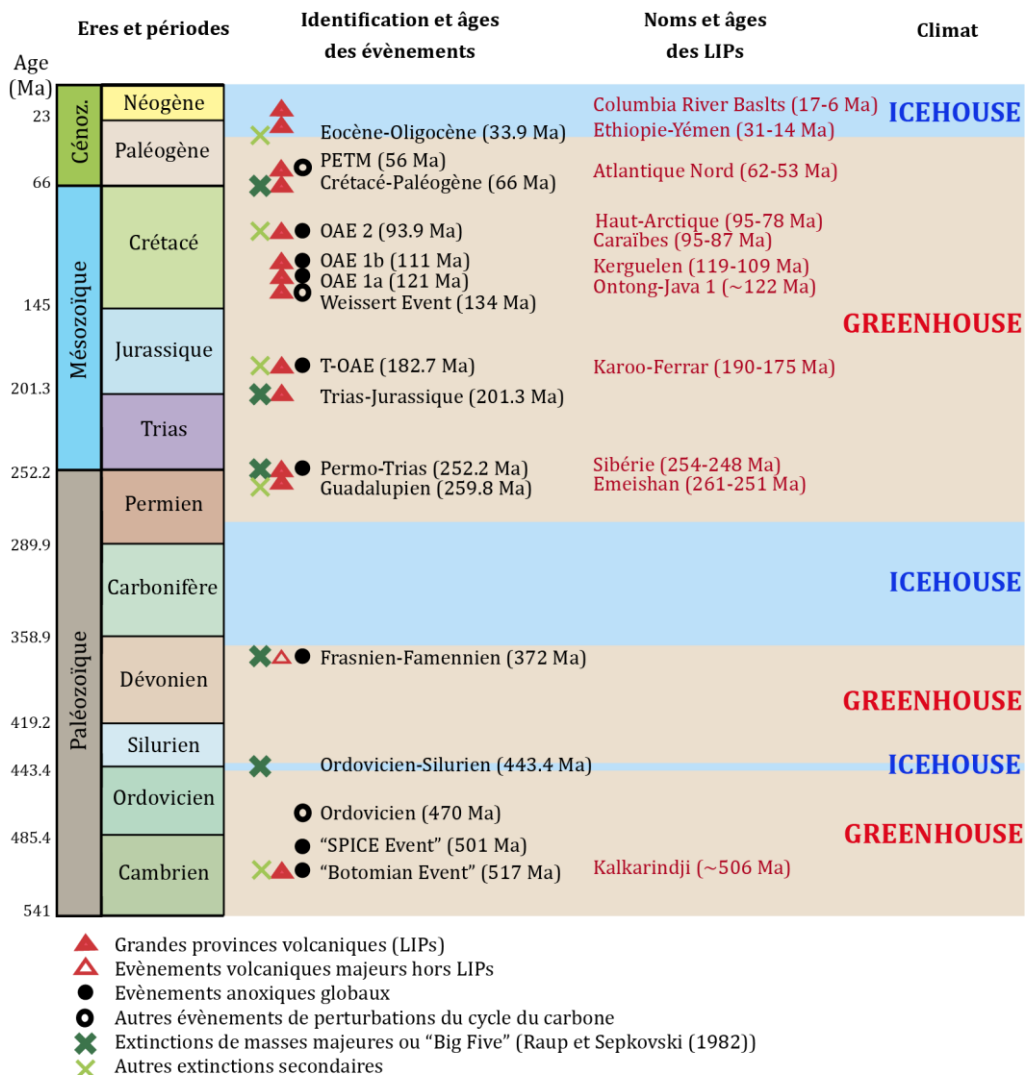 Eres et périodes
Identification et âges
des évènements
Noms et âges
des LIPs
Climat
Age
(Ma)
Cénoz.
Mésozoïque
Paléozoïque
23
66
145
201.3
252.2
289.9
358.9
419.2
443.4
485.4
541
Néogène
Paléogène
Crétacé
Jurassique
Trias
Permien
Carbonifère
Dévonien
Silurien
Ordovicien
Cambrien
Eocène-Oligocène (33.9 Ma)
PETM (56 Ma)
Crétacé-Paléogène (66 Ma)
OAE 2 (93.9 Ma)
OAE 1b (111 Ma)
OAE 1a (121 Ma)
Weissert Event (134 Ma)
T-OAE (182.7 Ma)
Trias-Jurassique (201.3 Ma)
Permo-Trias (252.2 Ma)
Guadalupien (259.8 Ma)
Frasnien-Famennien (372 Ma)
Ordovicien-Silurien (443.4 Ma)
Ordovicien (470 Ma)
“SPICE Event” (501 Ma)
“Botomian Event” (517 Ma)
Columbia River Baslts (17-6 Ma)
Ethiopie-Yémen (31-14 Ma)
Atlantique Nord (62-53 Ma)
Haut-Arctique (95-78 Ma)
Caraïbes (95-87 Ma)
Kerguelen (119-109 Ma)
Ontong-Java 1 (~122 Ma)
Karoo-Ferrar (190-175 Ma)
Sibérie (254-248 Ma)
Emeishan (261-251 Ma)
Kalkarindji (~506 Ma)
ICEHOUSE
GREENHOUSE
ICEHOUSE
GREENHOUSE
ICEHOUSE
GREENHOUSE
Grandes provinces volcaniques (LIPs)
Evènements volcaniques majeurs hors LIPs
Evènements anoxiques globaux
Autres évènements de perturbations du cycle du carbone
Extinctions de masses majeures ou “Big Five” (Raup et Sepkovski (1982))
Autres extinctions secondaires